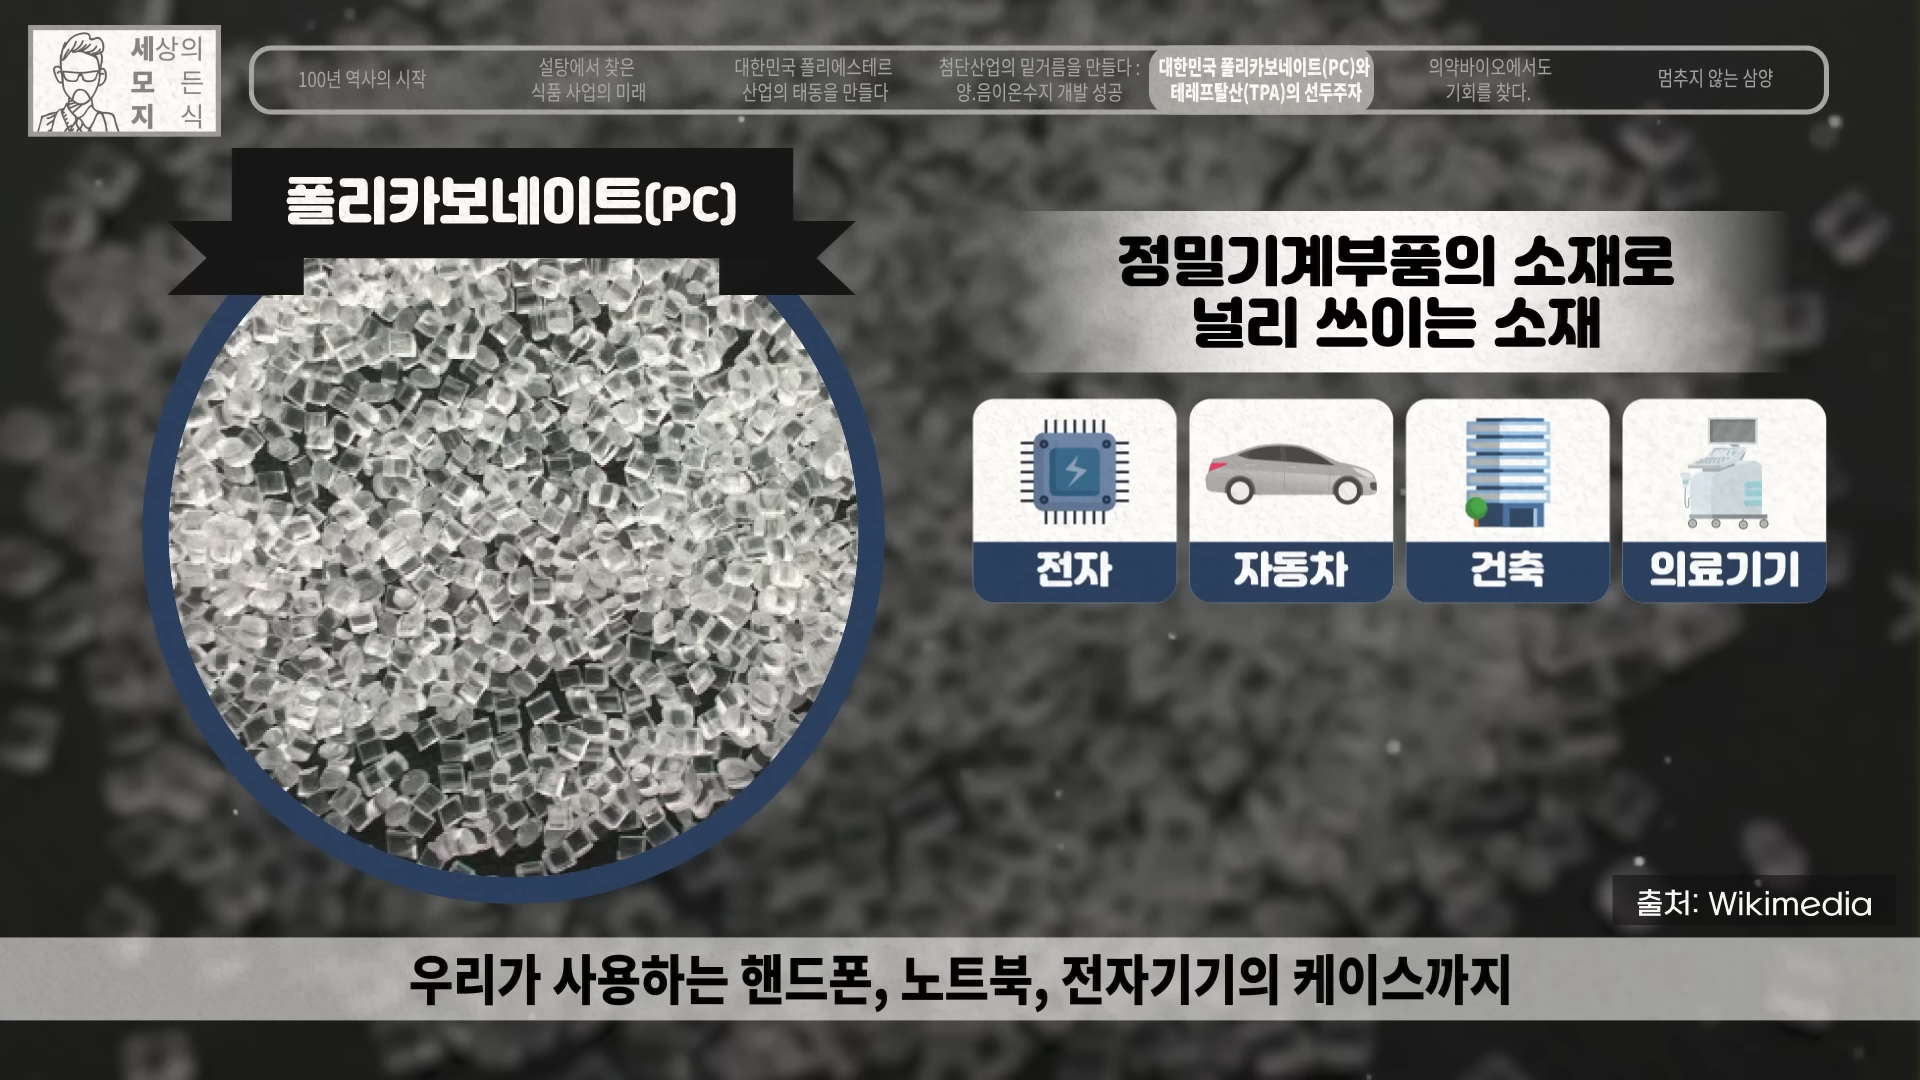 세상의
모든
지식
100년 역사의 시작
설탕에서 찾은
식품 사업의 미래
대한민국 폴리에스테르
산업의 태동을 만들다
첨단산업의 밑거름을 만들다 :
양.음이온수지 개발 성공
대한민국 폴리카보네이트(PC)와
테레프탈산(TPA)의 선두주자
의약바이오에서도
기회를 찾다.
멈추지 않는 삼양
폴리카보네이트(PC)
정밀기계부품의 소재로
널리 쓰이는 소재
전자
자동차
건축
의료기기
출처: Wikimedia
우리가 사용하는 핸드폰, 노트북, 전자기기의 케이스까지